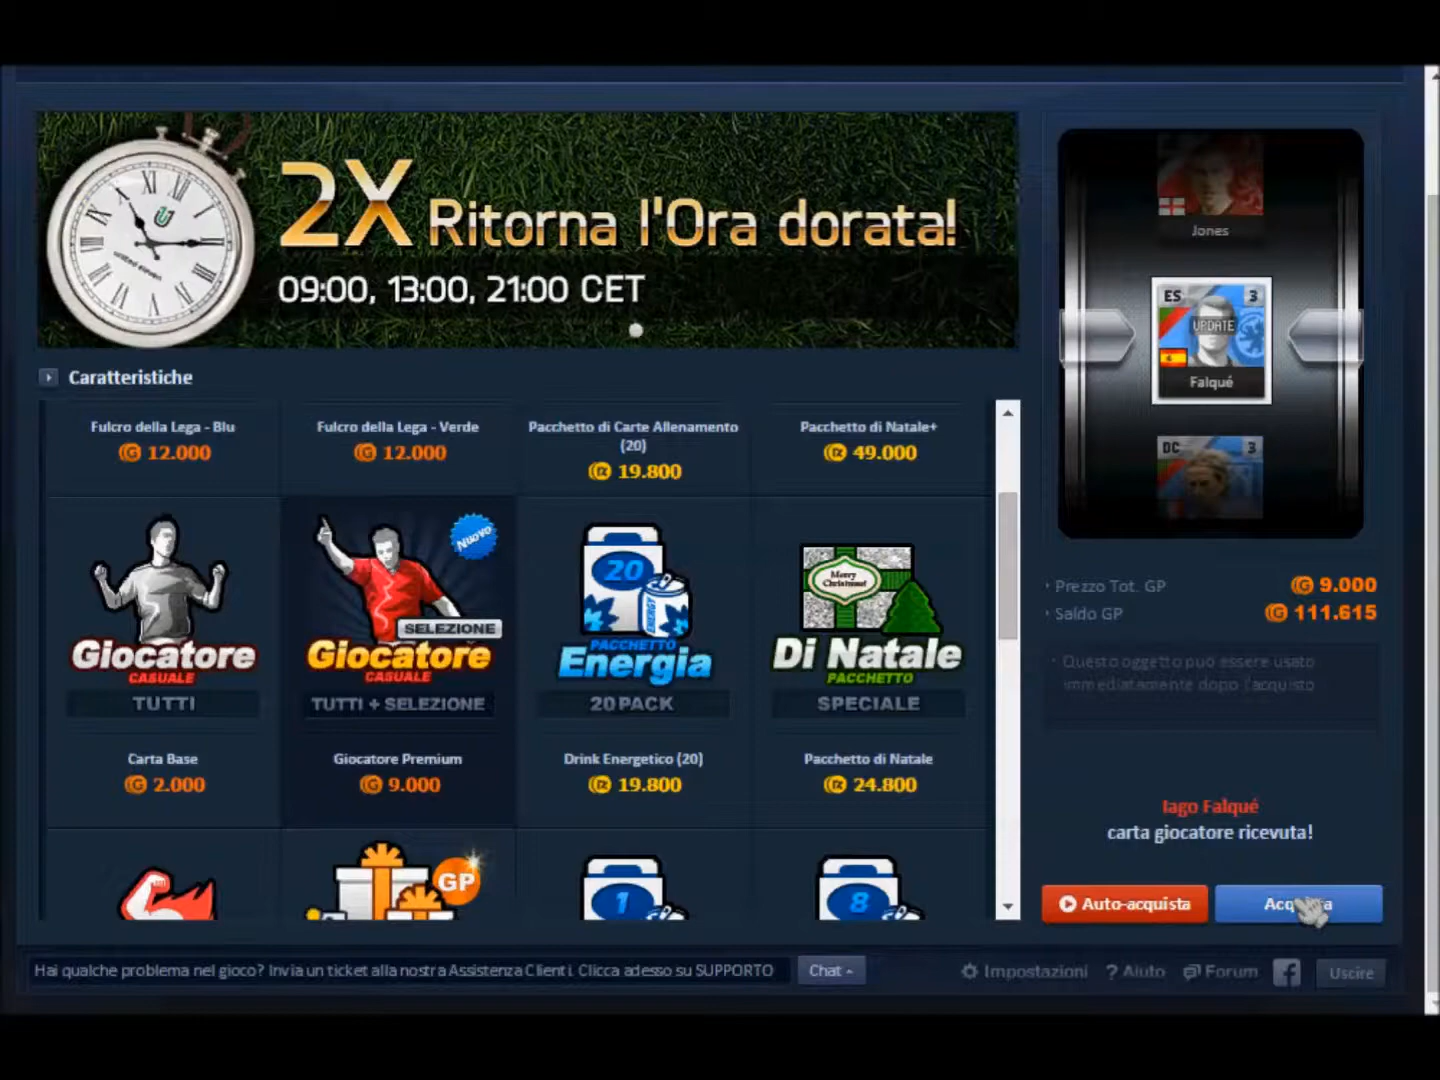 2X Ritorna l'Ora dorata!
09:00, 13:00, 21:00 CET
XI XII
united eleven
Jones
ES 3
UPDATE
Falqué
DC 3
Caratteristiche
Fulcro della Lega - Blu
12.000
Fulcro della Lega - Verde
12.000
Pacchetto di Carte Allenamento
(20)
19.800
Pacchetto di Natale+
49.000
Giocatore
CASUALE
TUTTI
Carta Base
2.000
Nuovo
SELEZIONE
Giocatore
CASUALE
TUTTI + SELEZIONE
Giocatore Premium
9.000
20
ENERGY
PACCHETTO
Energia
20 PACK
Drink Energetico (20)
19.800
Merry
Christmas!
Di Natale
PACCHETTO
SPECIALE
Pacchetto di Natale
24.800
GP
1
8
Prezzo Tot. GP
9.000
Saldo GP
111.615
Questo oggetto può essere usato
immediatamente dopo l'acquisto
Iago Falqué
carta giocatore ricevuta!
Auto-acquista
Hai qualche problema nel gioco? Invia un ticket alla nostra Assistenza Clienti. Clicca adesso su SUPPORTO
Chat
Impostazioni
? Aiuto
Forum
f
Uscire